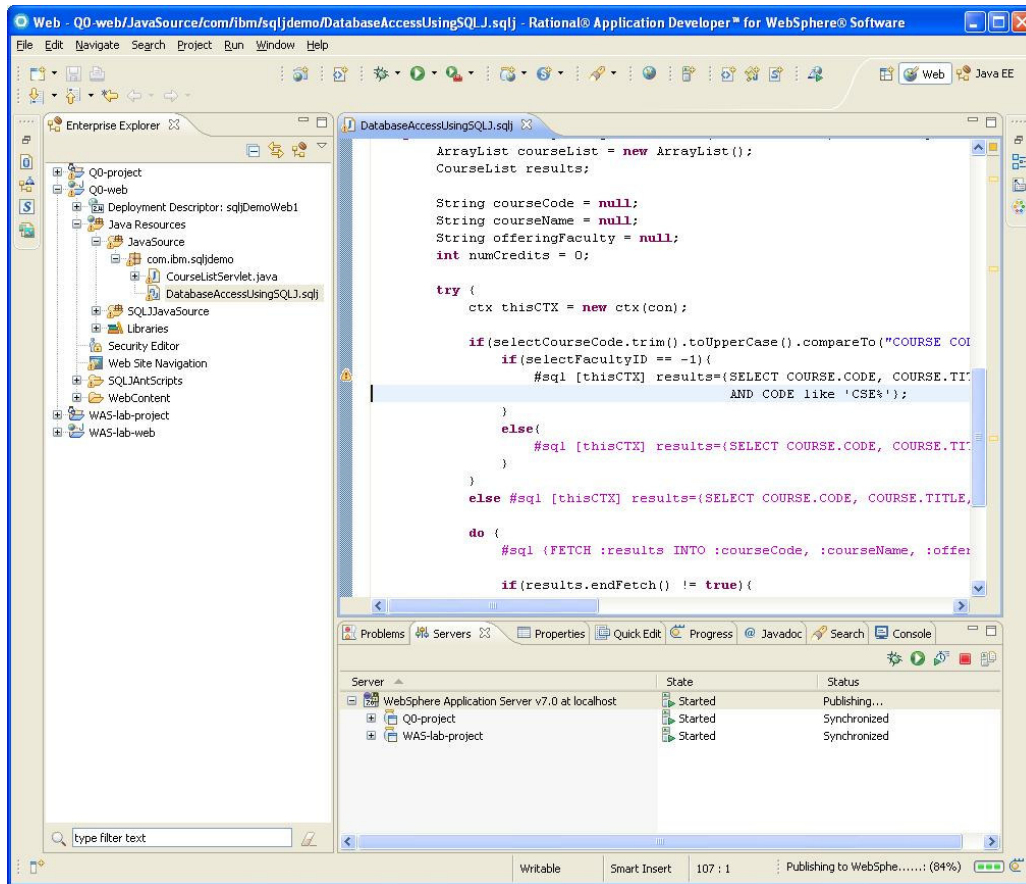 Web - Q0-web/JavaSource/com/ibm/sqljdemo/DatabaseAccessUsingSQLJ.sqlj - Rational® Application Developer™ for WebSphere® Software
File Edit Navigate Search Project Run Window Help
Web Java EE
Enterprise Explorer
Q0-project
Q0-web
Deployment Descriptor: sqljDemoWeb1
Java Resources
JavaSource
com.ibm.sqljdemo
CourseListServlet.java
DatabaseAccessUsingSQLJ.sqlj
SQLJJavaSource
Libraries
Security Editor
Web Site Navigation
SQLJAntScripts
WebContent
WAS-lab-project
WAS-lab-web
type filter text
DatabaseAccessUsingSQLJ.sqlj
ArrayList courseList = new ArrayList();
CourseList results;
String courseCode = null;
String courseName = null;
String offeringFaculty = null;
int numCredits = 0;
try {
ctx thisCTX = new ctx(con);
if(selectCourseCode.trim().toUpperCase().compareTo("COURSE COD
if(selectFacultyID == -1){
#sql [thisCTX] results={SELECT COURSE.CODE, COURSE.TIT
AND CODE like 'CSE%'};
}
else{
#sql [thisCTX] results={SELECT COURSE.CODE, COURSE.TIT
}
}
else #sql [thisCTX] results={SELECT COURSE.CODE, COURSE.TITLE,
do {
#sql {FETCH :results INTO :courseCode, :courseName, :offer
if(results.endFetch() != true){
Problems Servers Properties Quick Edit Progress @ Javadoc Search Console
Server State Status
WebSphere Application Server v7.0 at localhost Started Publishing...
Q0-project Started Synchronized
WAS-lab-project Started Synchronized
Writable Smart Insert 107 : 1 Publishing to WebSphe......: (84%)